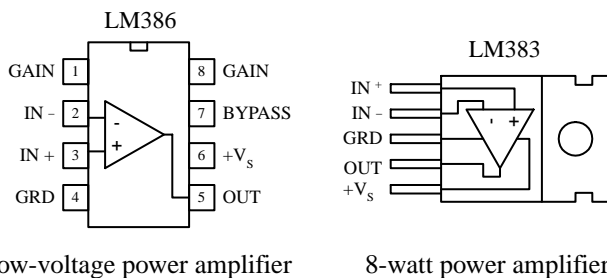 LM386
GAIN 1 8 GAIN
IN - 2 7 BYPASS
IN + 3 6 +VS
GRD 4 5 OUT
- +
LM383
IN +
IN -
GRD
OUT
+VS
- +
ow-voltage power amplifier
8-watt power amplifier